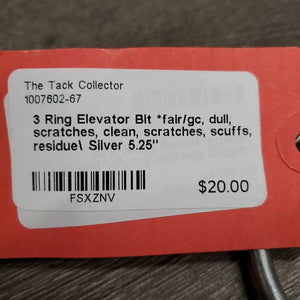 The Tack Collector
1007602-67
3 Ring Elevator Bit *fair/gc, dull,
scratches, clean, scratches, scuffs,
residue\ Silver 5.25"
$20.00
FSXZNV